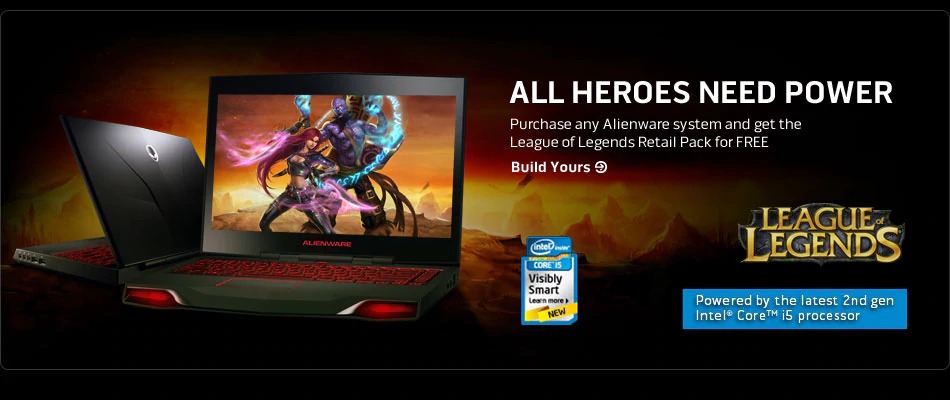 ALL HEROES NEED POWER
Purchase any Alienware system and get the
League of Legends Retail Pack for FREE
Build Yours
ALIENWARE
LEAGUE of
LEGENDS
intel inside™
CORE™ i5
Visibly
Smart
Learn more
NEW
Powered by the latest 2nd gen
Intel® Core™ i5 processor